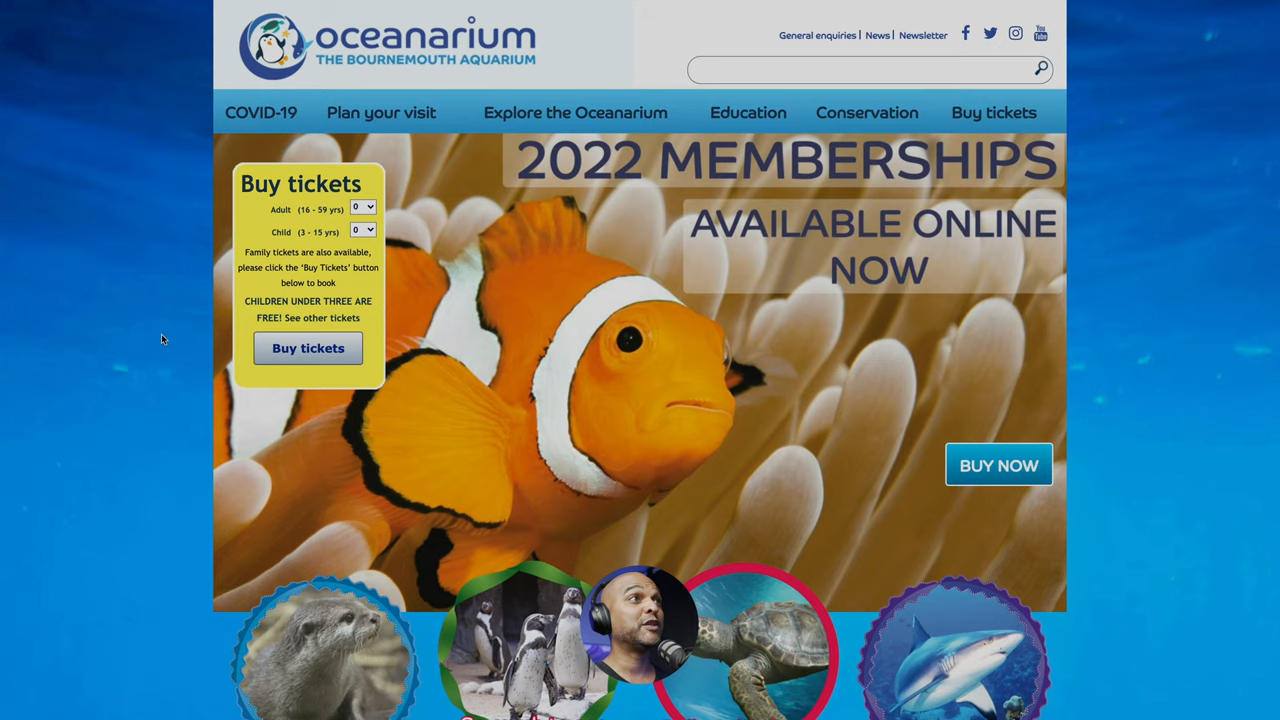 oceanarium
THE BOURNEMOUTH AQUARIUM
General enquiries | News | Newsletter
You
Tube
COVID-19 Plan your visit Explore the Oceanarium Education Conservation Buy tickets
2022 MEMBERSHIPS
AVAILABLE ONLINE
NOW
Buy tickets
Adult (16 - 59 yrs) 0
Child (3 - 15 yrs) 0
Family tickets are also available,
please click the ‘Buy Tickets’ button
below to book
CHILDREN UNDER THREE ARE
FREE! See other tickets
Buy tickets
BUY NOW